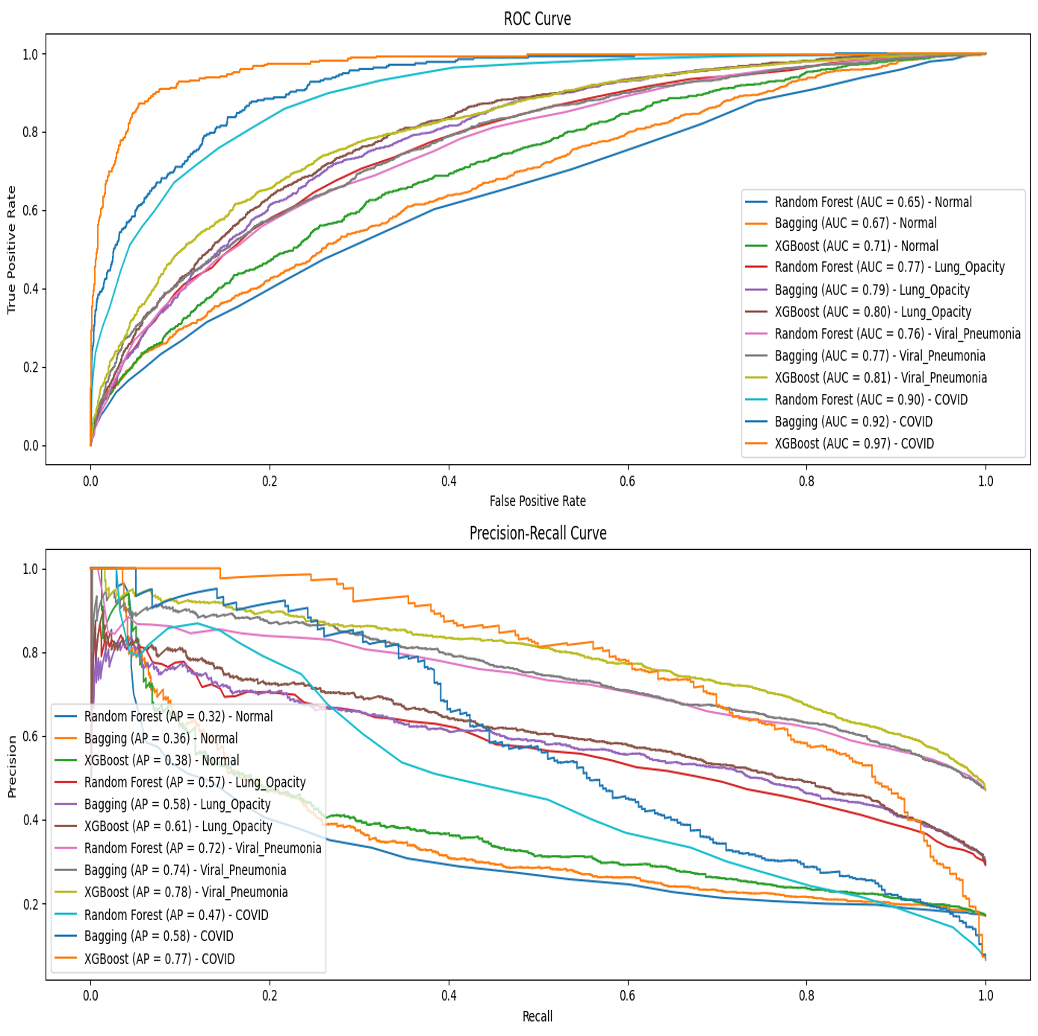 ROC Curve
True Positive Rate
1.0
0.8
0.6
0.4
0.2
0.0
Random Forest (AUC = 0.65) - Normal
Bagging (AUC = 0.67) - Normal
XGBoost (AUC = 0.71) - Normal
Random Forest (AUC = 0.77) - Lung_Opacity
Bagging (AUC = 0.79) - Lung_Opacity
XGBoost (AUC = 0.80) - Lung_Opacity
Random Forest (AUC = 0.76) - Viral_Pneumonia
Bagging (AUC = 0.77) - Viral_Pneumonia
XGBoost (AUC = 0.81) - Viral_Pneumonia
Random Forest (AUC = 0.90) - COVID
Bagging (AUC = 0.92) - COVID
XGBoost (AUC = 0.97) - COVID
0.0 0.2 0.4 0.6 0.8 1.0
False Positive Rate
Precision-Recall Curve
Precision
1.0
0.8
0.6
0.4
0.2
Random Forest (AP = 0.32) - Normal
Bagging (AP = 0.36) - Normal
XGBoost (AP = 0.38) - Normal
Random Forest (AP = 0.57) - Lung_Opacity
Bagging (AP = 0.58) - Lung_Opacity
XGBoost (AP = 0.61) - Lung_Opacity
Random Forest (AP = 0.72) - Viral_Pneumonia
Bagging (AP = 0.74) - Viral_Pneumonia
XGBoost (AP = 0.78) - Viral_Pneumonia
Random Forest (AP = 0.47) - COVID
Bagging (AP = 0.58) - COVID
XGBoost (AP = 0.77) - COVID
0.0 0.2 0.4 0.6 0.8 1.0
Recall